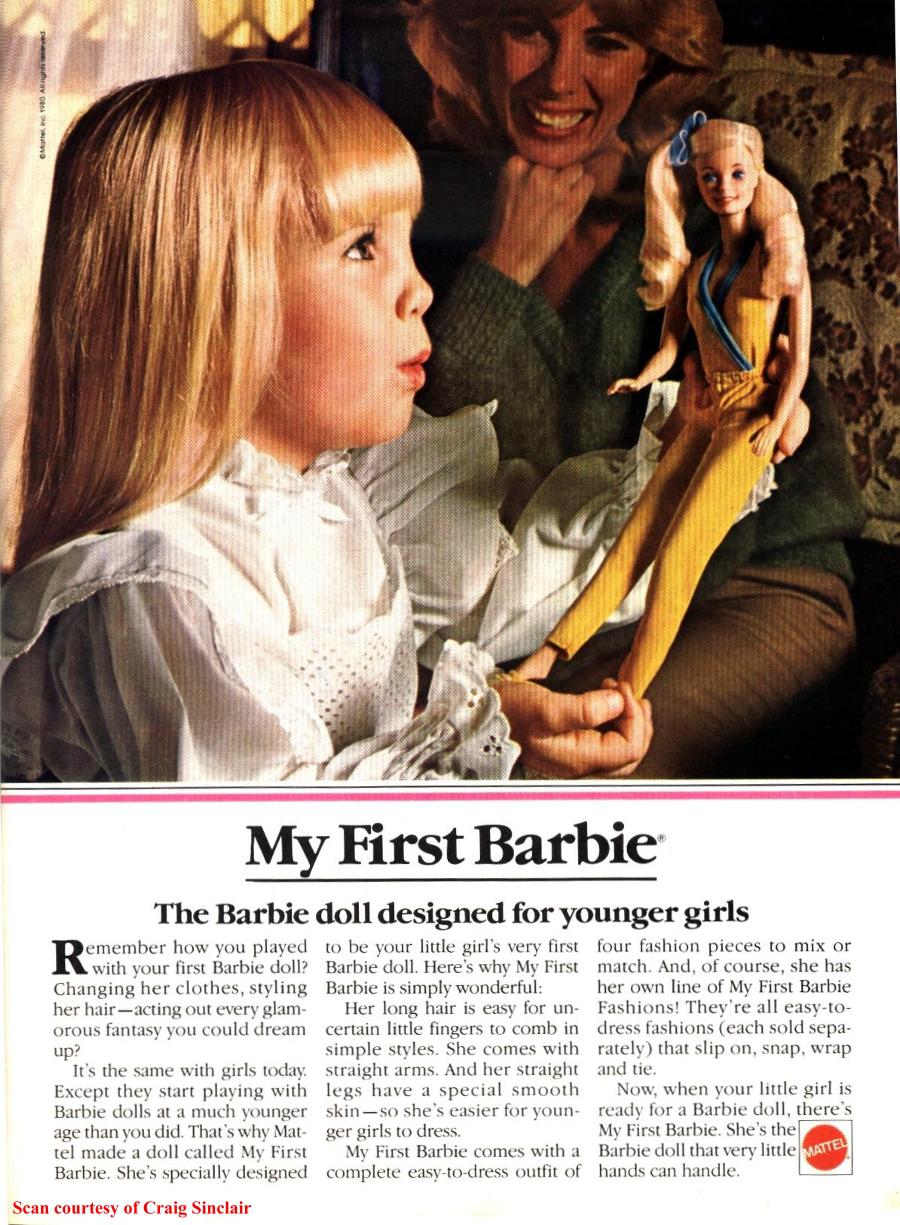 ©Mattel, Inc. 1980. All rights reserved.
My First Barbie®
The Barbie doll designed for younger girls
Remember how you played
with your first Barbie doll?
Changing her clothes, styling
her hair—acting out every glam-
orous fantasy you could dream
up?
It's the same with girls today.
Except they start playing with
Barbie dolls at a much younger
age than you did. That's why Mat-
tel made a doll called My First
Barbie. She's specially designed
to be your little girl's very first
Barbie doll. Here's why My First
Barbie is simply wonderful:
Her long hair is easy for un-
certain little fingers to comb in
simple styles. She comes with
straight arms. And her straight
legs have a special smooth
skin—so she's easier for youn-
ger girls to dress.
My First Barbie comes with a
complete easy-to-dress outfit of
four fashion pieces to mix or
match. And, of course, she has
her own line of My First Barbie
Fashions! They're all easy-to-
dress fashions (each sold sepa-
rately) that slip on, snap, wrap
and tie.
Now, when your little girl is
ready for a Barbie doll, there's
My First Barbie. She's the
Barbie doll that very little
hands can handle.
MATTEL
Scan courtesy of Craig Sinclair